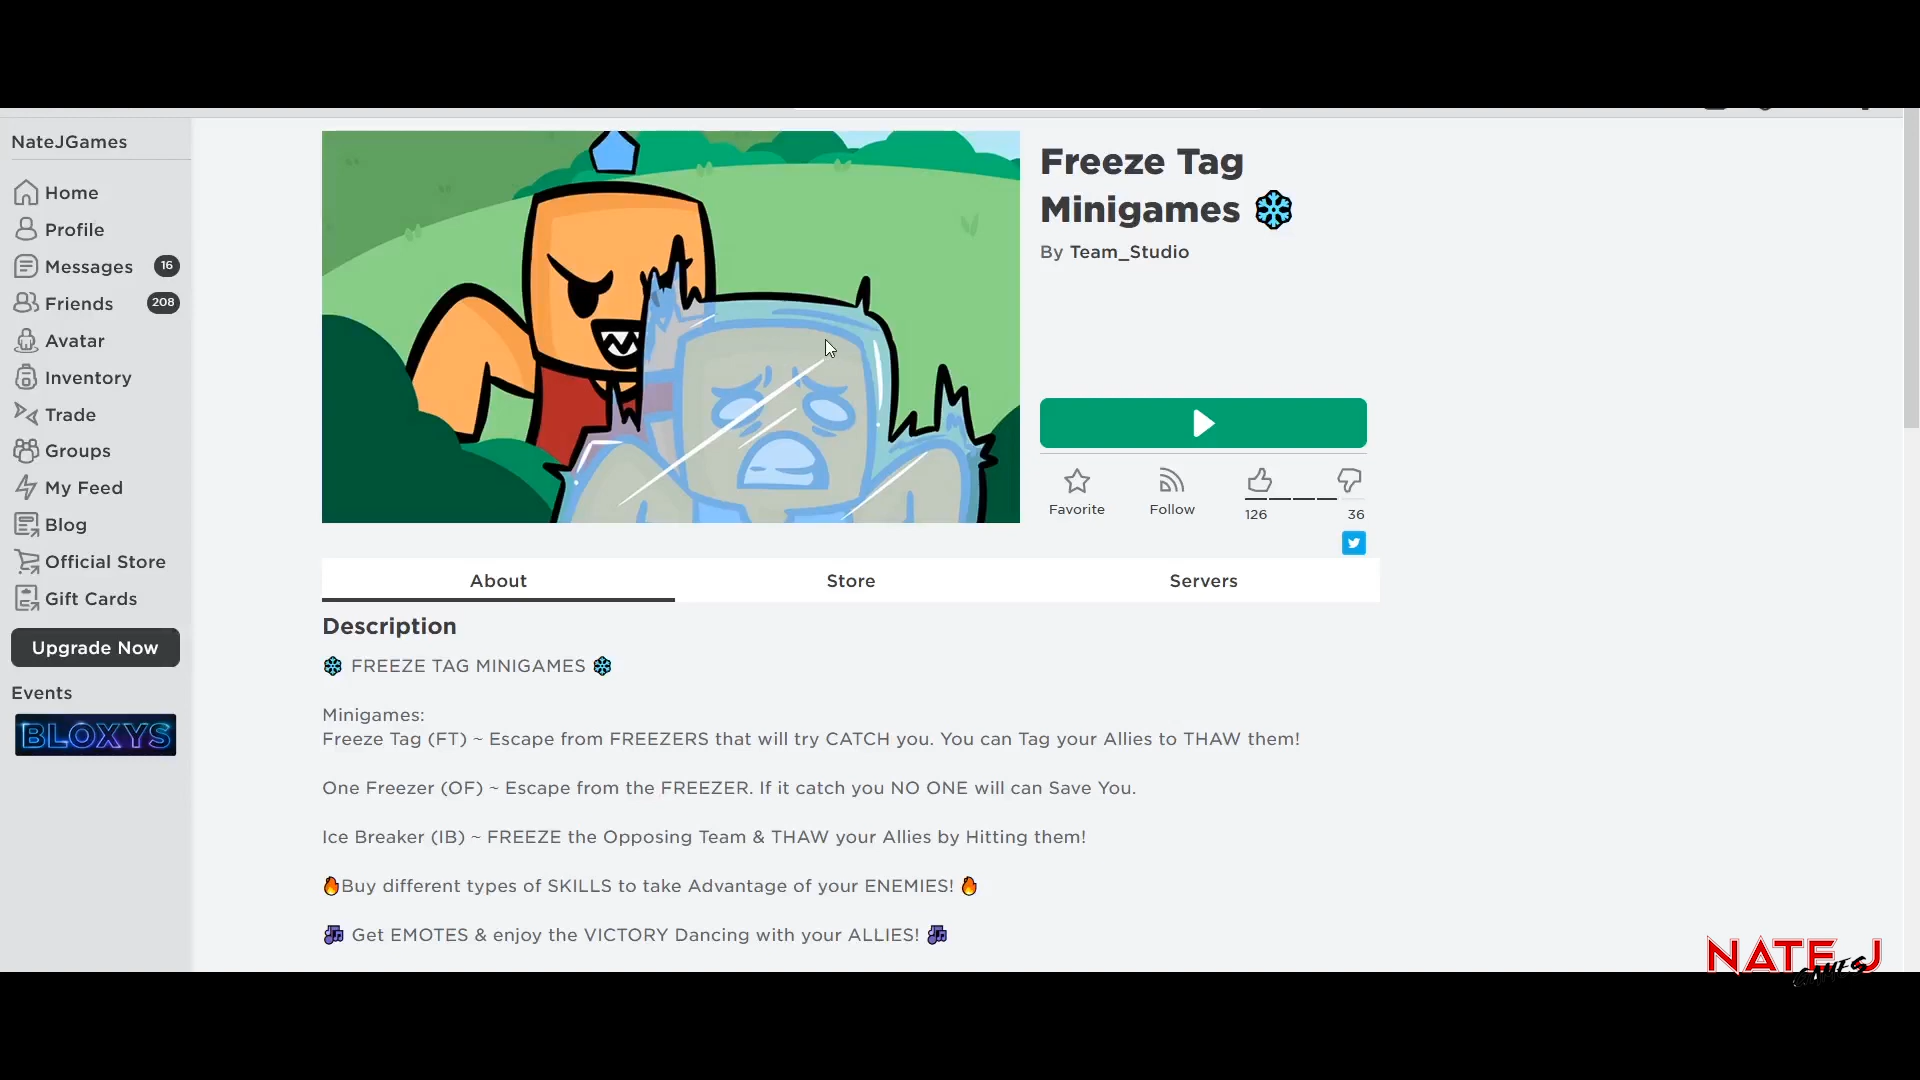 NateJGames
Home
Profile
Messages 16
Friends 208
Avatar
Inventory
Trade
Groups
My Feed
Blog
Official Store
Gift Cards
Upgrade Now
Events
BLOXYS
Freeze Tag
Minigames
By Team_Studio
Favorite
Follow
126
36
About
Store
Servers
Description
FREEZE TAG MINIGAMES
Minigames:
Freeze Tag (FT) ~ Escape from FREEZERS that will try CATCH you. You can Tag your Allies to THAW them!
One Freezer (OF) ~ Escape from the FREEZER. If it catch you NO ONE will can Save You.
Ice Breaker (IB) ~ FREEZE the Opposing Team & THAW your Allies by Hitting them!
🔥Buy different types of SKILLS to take Advantage of your ENEMIES! 🔥
🎶 Get EMOTES & enjoy the VICTORY Dancing with your ALLIES! 🎶
NATE J
GAMES